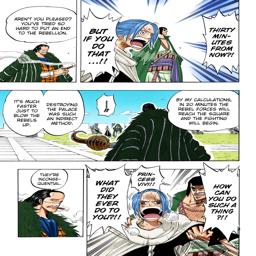 THIRTY
MIN-
UTES
FROM
NOW?!
BUT
IF YOU
DO
THAT
...!!
AREN'T YOU
PLEASED?
YOU'VE TRIED
SO HARD
TO PUT AN END
TO THE
REBELLION.
BY MY CALCULATIONS,
IN 20 MINUTES THE
REBEL FORCES WILL
REACH THE SQUARE
AND THE FIGHTING
WILL BEGIN.
DESTROYING
THE PALACE
WAS SUCH
AN INDIRECT
METHOD.
IT'S MUCH
FASTER
JUST TO
BLOW THE
REBELS
UP.
HOW CAN
YOU DO
SUCH A
THING
?!!
PRIN-
CESS
VIVI!!
WHAT
DID
THEY
EVER
DO TO
YOU?!!
THEY'RE
INCONSE-
QUENTIAL.